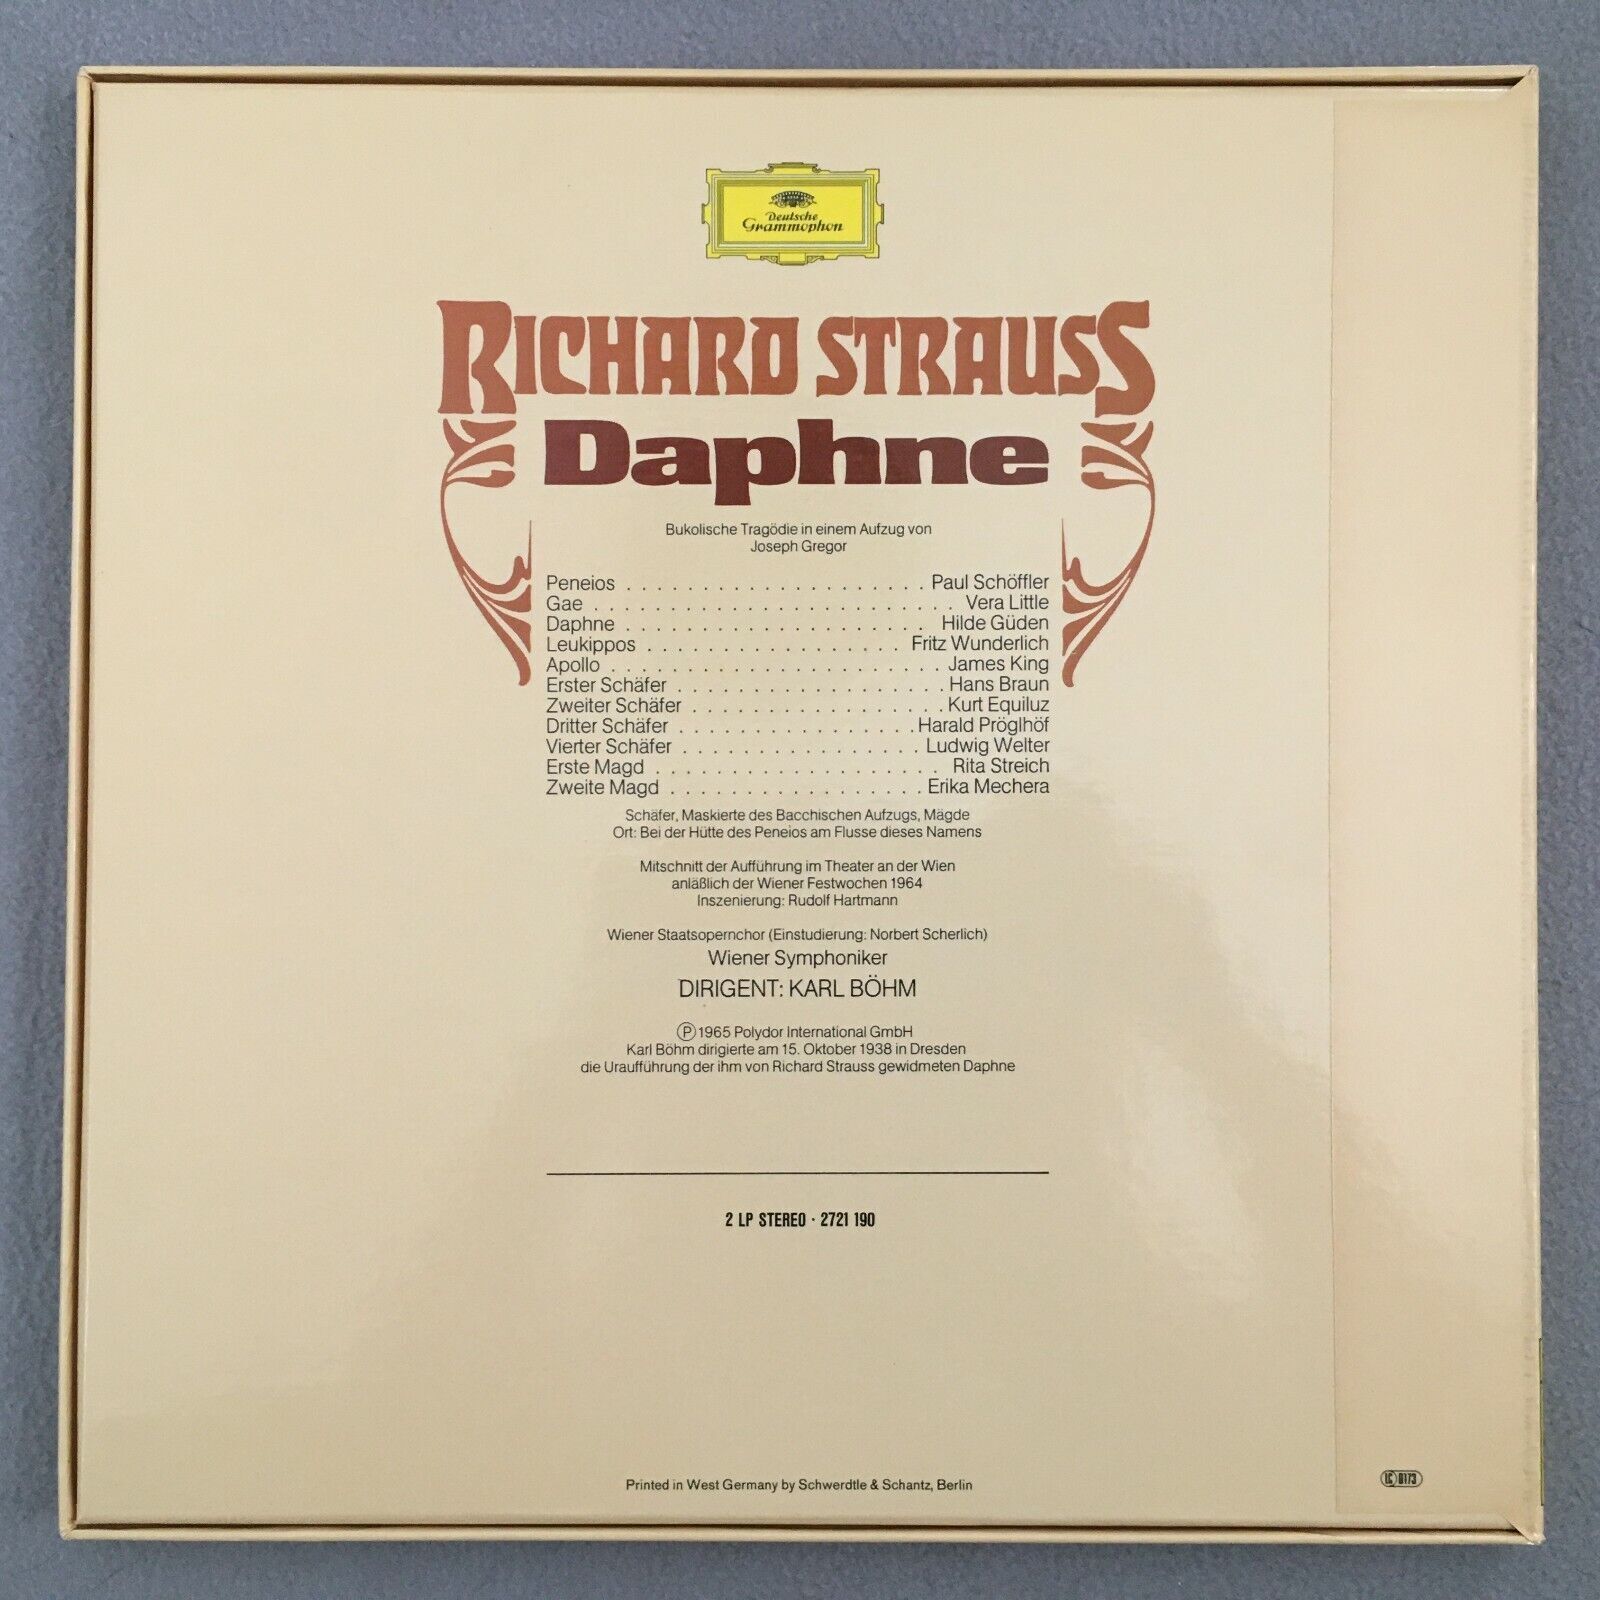 Deutsche
Grammophon
RICHARD STRAUSS
Daphne
Bukolische Tragödie in einem Aufzug von
Joseph Gregor
Peneios . . . . . . . . . . . . . . . . . . . . Paul Schöffler
Gae . . . . . . . . . . . . . . . . . . . . . . . . Vera Little
Daphne . . . . . . . . . . . . . . . . . . . . Hilde Güden
Leukippos . . . . . . . . . . . . . . . . . Fritz Wunderlich
Apollo . . . . . . . . . . . . . . . . . . . . . . James King
Erster Schäfer . . . . . . . . . . . . . . . . . . Hans Braun
Zweiter Schäfer . . . . . . . . . . . . . . . . . Kurt Equiluz
Dritter Schäfer . . . . . . . . . . . . . . . . Harald Pröglhöf
Vierter Schäfer . . . . . . . . . . . . . . . . Ludwig Welter
Erste Magd . . . . . . . . . . . . . . . . . . . Rita Streich
Zweite Magd . . . . . . . . . . . . . . . . . Erika Mechera
Schäfer, Maskierte des Bacchischen Aufzugs, Mägde
Ort: Bei der Hütte des Peneios am Flusse dieses Namens
Mitschnitt der Aufführung im Theater an der Wien
anläßlich der Wiener Festwochen 1964
Inszenierung: Rudolf Hartmann
Wiener Staatsopernchor (Einstudierung: Norbert Scherlich)
Wiener Symphoniker
DIRIGENT: KARL BÖHM
Ⓟ 1965 Polydor International GmbH
Karl Böhm dirigierte am 15. Oktober 1938 in Dresden
die Uraufführung der ihm von Richard Strauss gewidmeten Daphne
2 LP STEREO · 2721 190
Printed in West Germany by Schwerdtle & Schantz, Berlin
LC 0173